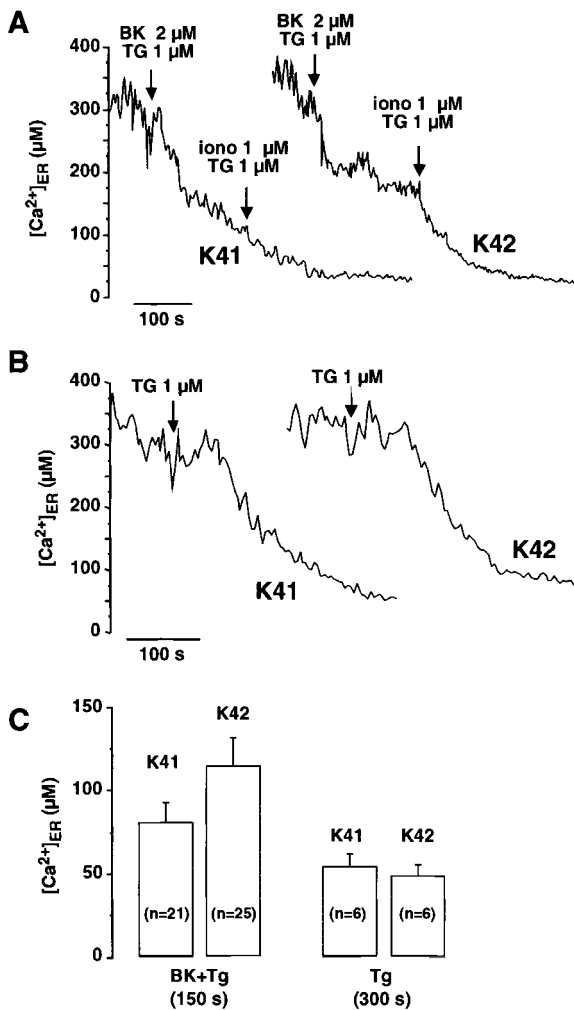 A
BK 2 µM
TG 1 µM
BK 2 µM
TG 1 µM
iono 1 µM
TG 1 µM
iono 1 µM
TG 1 µM
[Ca2+]ER (µM)
400
300
200
100
0
K41
K42
100 s
B
TG 1 µM
TG 1 µM
[Ca2+]ER (µM)
400
300
200
100
0
K41
K42
100 s
C
[Ca2+]ER (µM)
150
100
50
0
K41
K42
K41
K42
(n=21)
(n=25)
(n=6)
(n=6)
BK+Tg
(150 s)
Tg
(300 s)